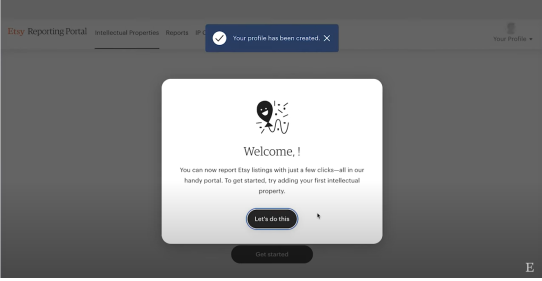 Etsy Reporting Portal Intellectual Properties Reports
Your profile has been created.
Your Profile
Welcome, !
You can now report Etsy listings with just a few clicks—all in our
handy portal. To get started, try adding your first intellectual
property.
Let's do this
Get started
E